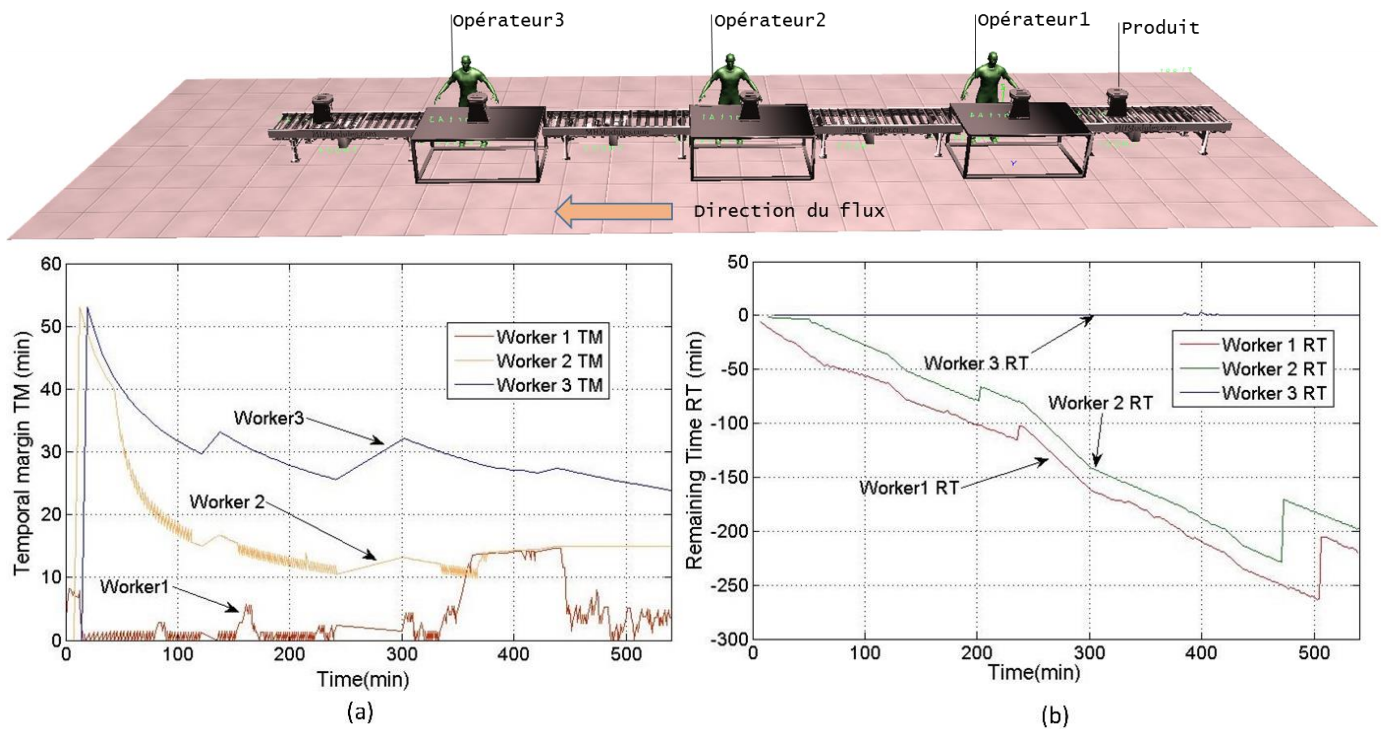 Opérateur3
Opérateur2
Opérateur1
Produit
Direction du flux
60
50
40
30
20
10
0
Temporal margin TM (min)
Worker 1 TM
Worker 2 TM
Worker 3 TM
Worker3
Worker 2
Worker1
0
100
200
300
400
500
Time(min)
(a)
50
0
-50
-100
-150
-200
-250
-300
Remaining Time RT (min)
Worker 1 RT
Worker 2 RT
Worker 3 RT
Worker 3 RT
Worker 2 RT
Worker1 RT
0
100
200
300
400
500
Time(min)
(b)